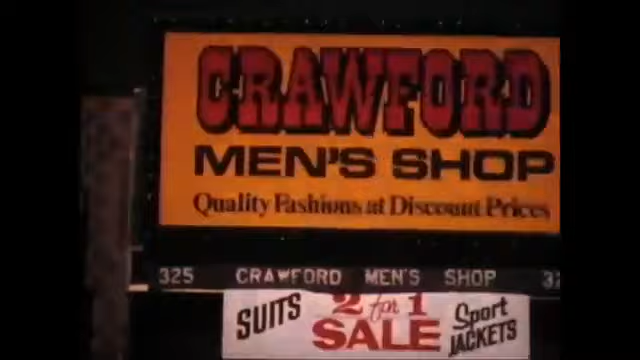 CRAWFORD
MEN'S SHOP
Quality Fashions at Discount Prices
325 CRAWFORD MEN'S SHOP
SUITS 2 for 1 SALE Sport JACKETS